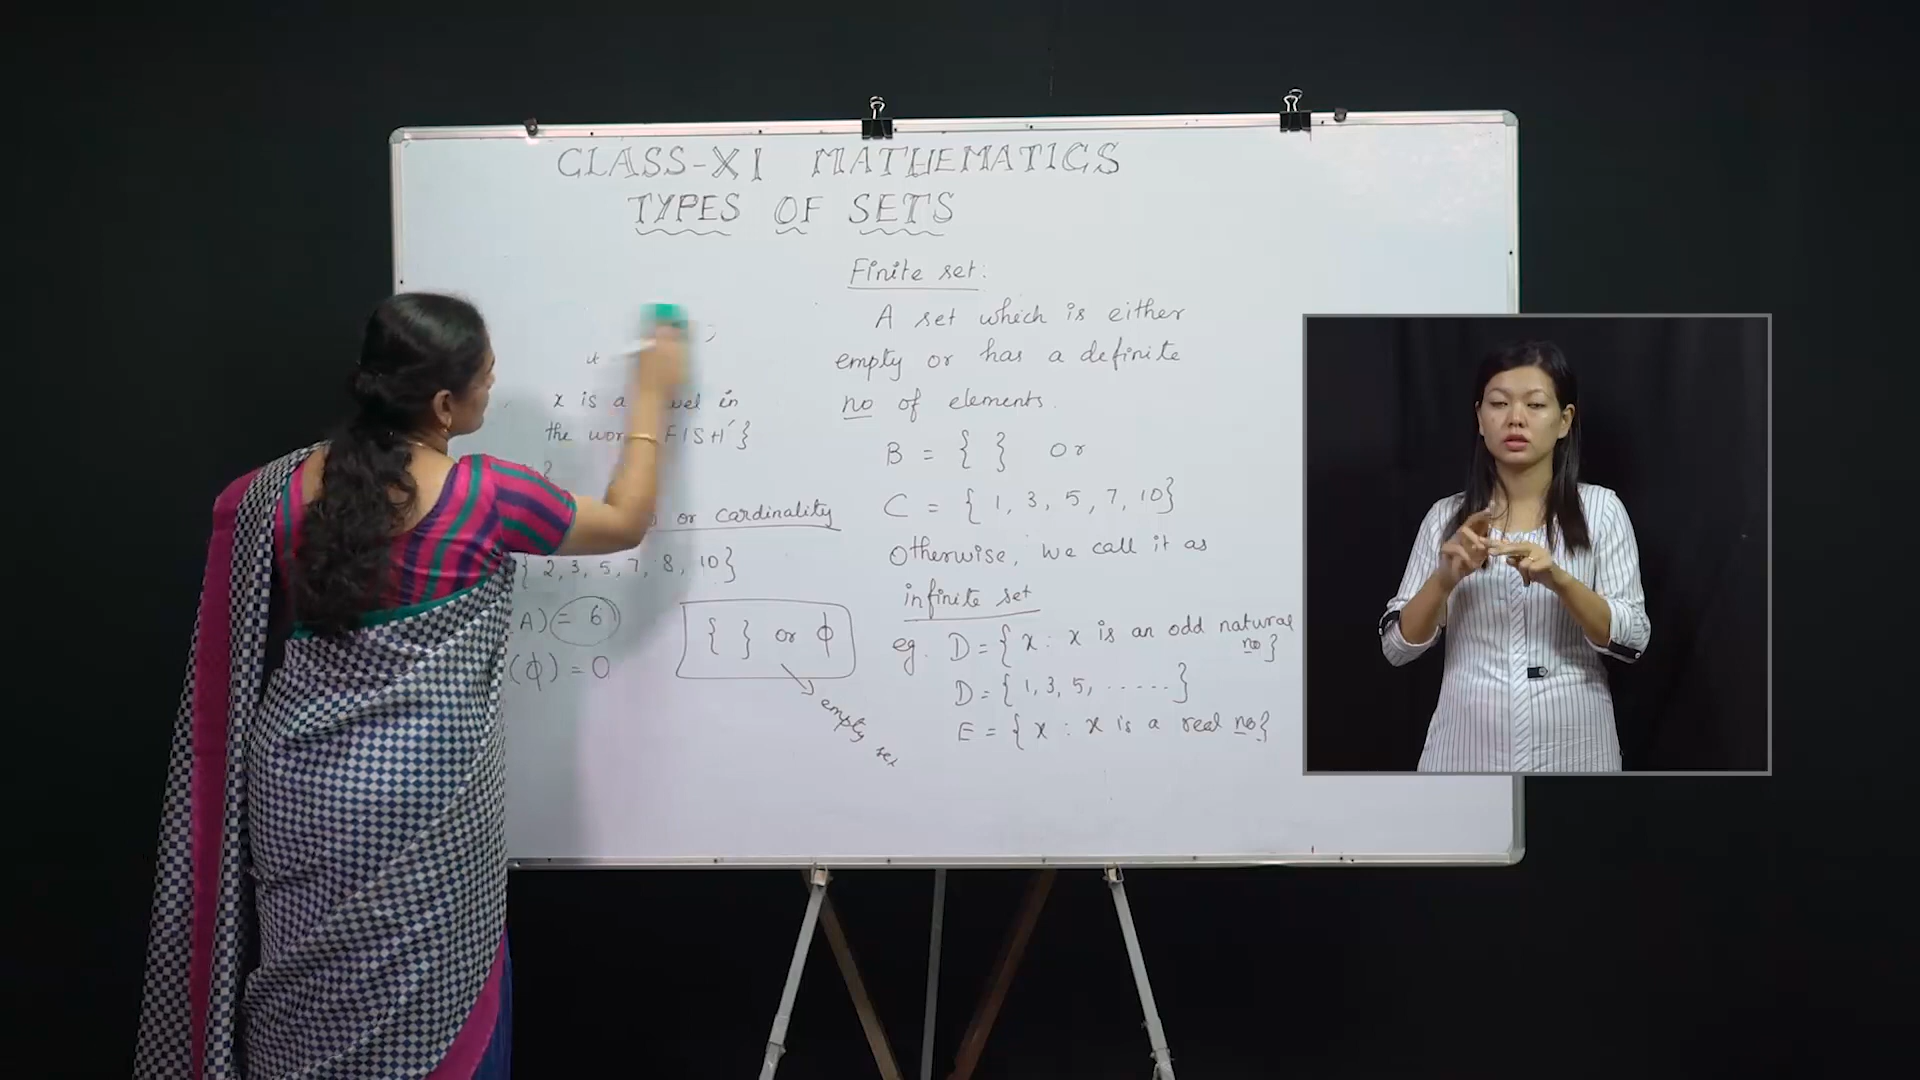 CLASS-XI MATHEMATICS
TYPES OF SETS
x is a
in
the
FISH' }
or cardinality
{ 2, 3, 5, 7, 8, 10 }
A) = 6
(ϕ) = 0
{ } or ϕ
empty set
Finite set:
A set which is either
empty or has a definite
no of elements.
B = { } or
C = { 1, 3, 5, 7, 10 }
Otherwise, we call it as
infinite set
eg. D = { x : x is an odd natural
no }
D = { 1, 3, 5, ...... }
E = { x : x is a real no }